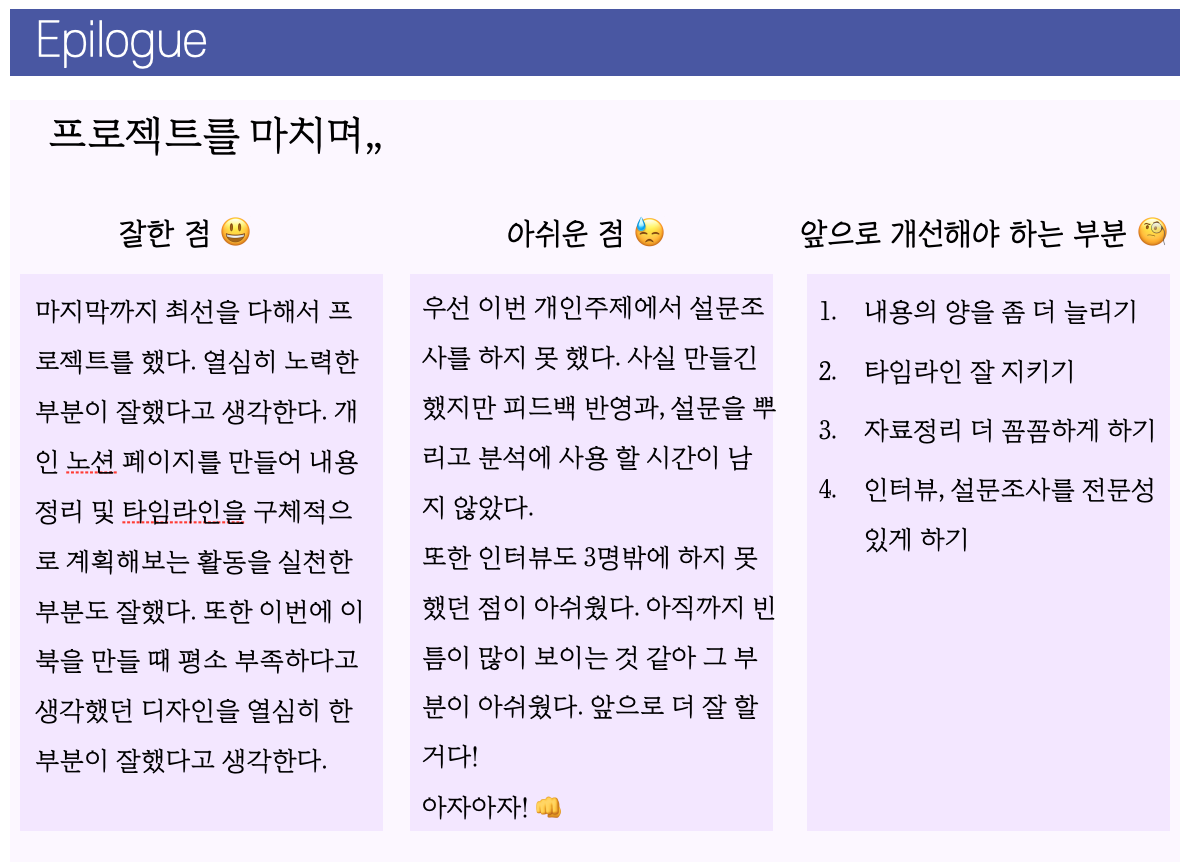 Epilogue
프로젝트를 마치며,,
잘한 점 😃
마지막까지 최선을 다해서 프
로젝트를 했다. 열심히 노력한
부분이 잘했다고 생각한다. 개
인 노션 페이지를 만들어 내용
정리 및 타임라인을 구체적으
로 계획해보는 활동을 실천한
부분도 잘했다. 또한 이번에 이
북을 만들 때 평소 부족하다고
생각했던 디자인을 열심히 한
부분이 잘했다고 생각한다.
아쉬운 점 😓
우선 이번 개인주제에서 설문조
사를 하지 못 했다. 사실 만들긴
했지만 피드백 반영과, 설문을 뿌
리고 분석에 사용 할 시간이 남
지 않았다.
또한 인터뷰도 3명밖에 하지 못
했던 점이 아쉬웠다. 아직까지 빈
틈이 많이 보이는 것 같아 그 부
분이 아쉬웠다. 앞으로 더 잘 할
거다!
아자아자! 👊
앞으로 개선해야 하는 부분 🧐
1. 내용의 양을 좀 더 늘리기
2. 타임라인 잘 지키기
3. 자료정리 더 꼼꼼하게 하기
4. 인터뷰, 설문조사를 전문성
있게 하기